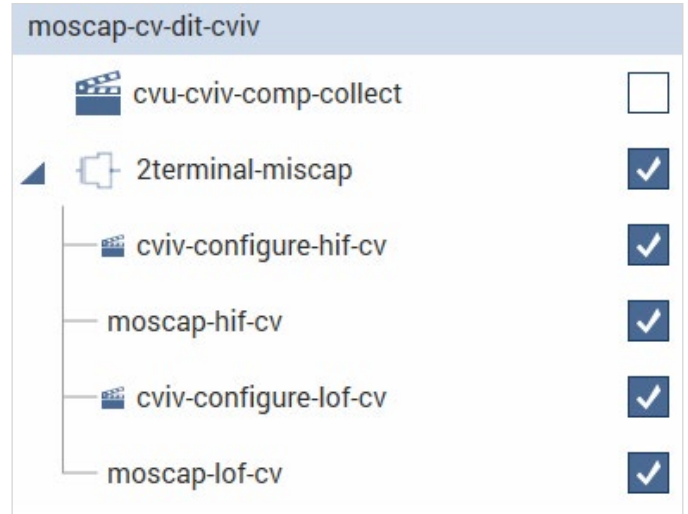 moscap-cv-dit-cviv
cvu-cviv-comp-collect
2terminal-miscap
cviv-configure-hif-cv
moscap-hif-cv
cviv-configure-lof-cv
moscap-lof-cv